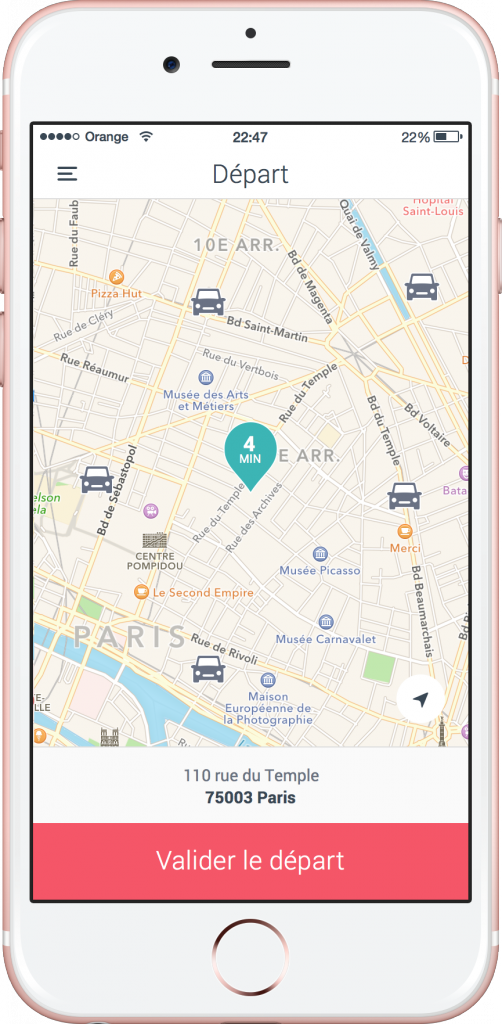 Orange
22:47
22%
Départ
Hôpital
Saint-Louis
Quai de Valmy
Rue du Faub
10E ARR.
Bd de Magenta
Pizza Hut
Rue de Cléry
Bd Saint-Martin
Rue du Vertbois
Rue Réaumur
Musée des Arts
et Métiers
Rue du Temple
Bd du Temple
Bd Voltaire
4
MIN
E ARR.
Bd de Sebastopol
elson
ela
Bata
Rue du Temple
Rue des Archives
CENTRE
POMPIDOU
Merci
Musée Picasso
Bd Beaumarchais
Le Second Empire
PARIS
Musée Carnavalet
Rue de Rivoli
Bd R
E-
LLE
Maison
Européenne de
la Photographie
110 rue du Temple
75003 Paris
Valider le départ